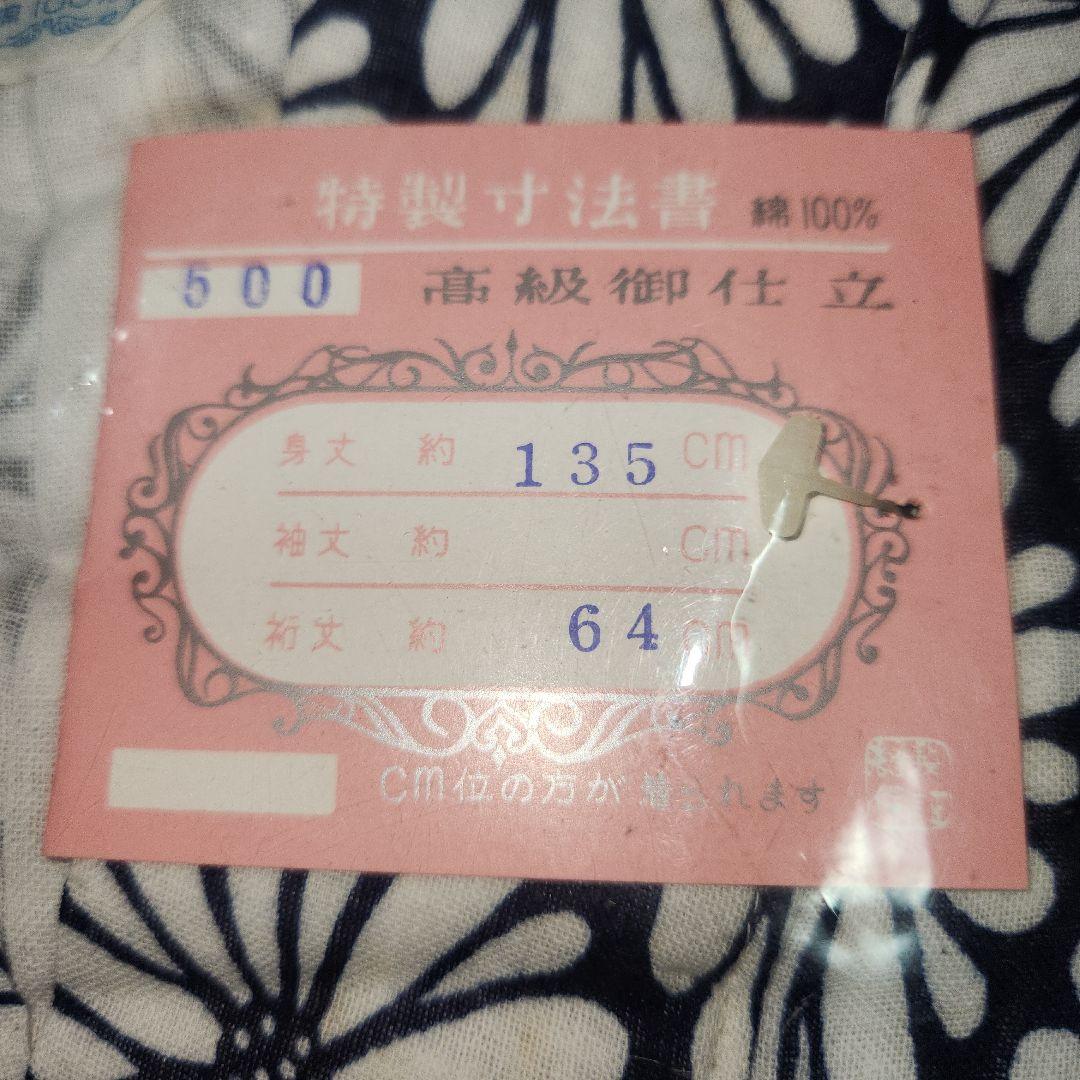 100%
特製寸法書 綿100%
500 高級御仕立
身丈 約 135 cm
袖丈 約 cm
裄丈 約 64 cm
cm位の方が着られます